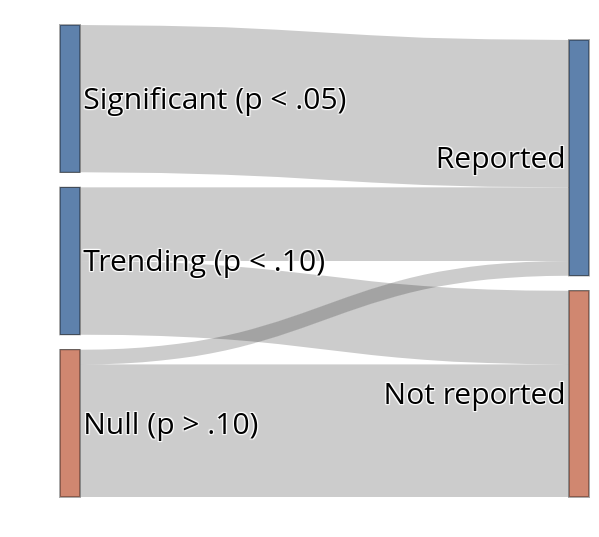 Significant (p < .05)
Reported
Trending (p < .10)
Not reported
Null (p > .10)